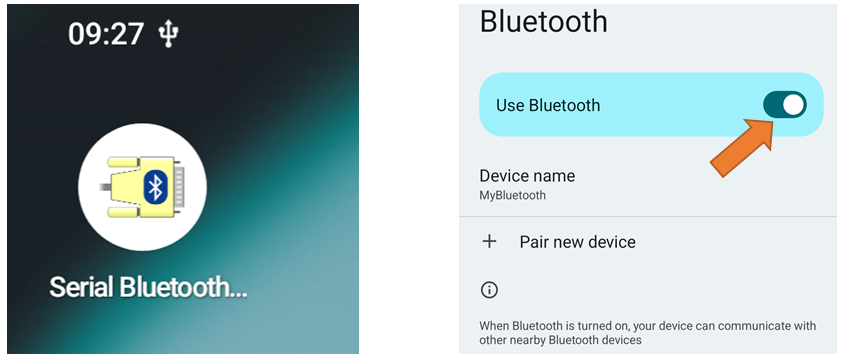 09:27
Serial Bluetooth...
Bluetooth
Use Bluetooth
Device name
MyBluetooth
Pair new device
When Bluetooth is turned on, your device can communicate with
other nearby Bluetooth devices